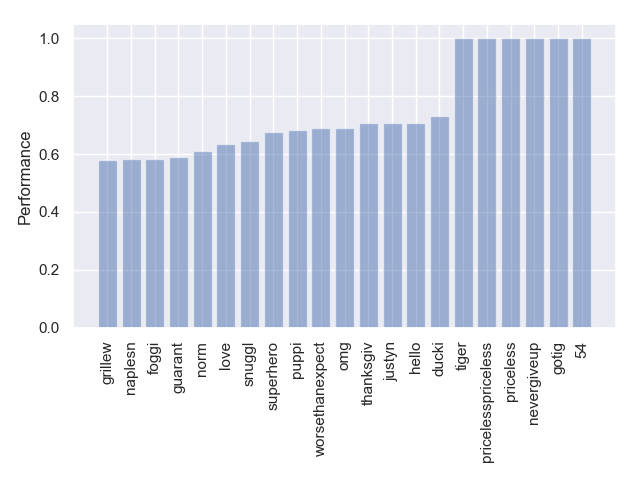 1.0
0.8
0.6
0.4
0.2
0.0
Performance
grillew
naplesn
foggi
guarant
norm
love
snuggl
superhero
puppi
worsethanexpect
omg
thanksgiv
justyn
hello
ducki
tiger
pricelesspriceless
priceless
nevergiveup
gotig
54